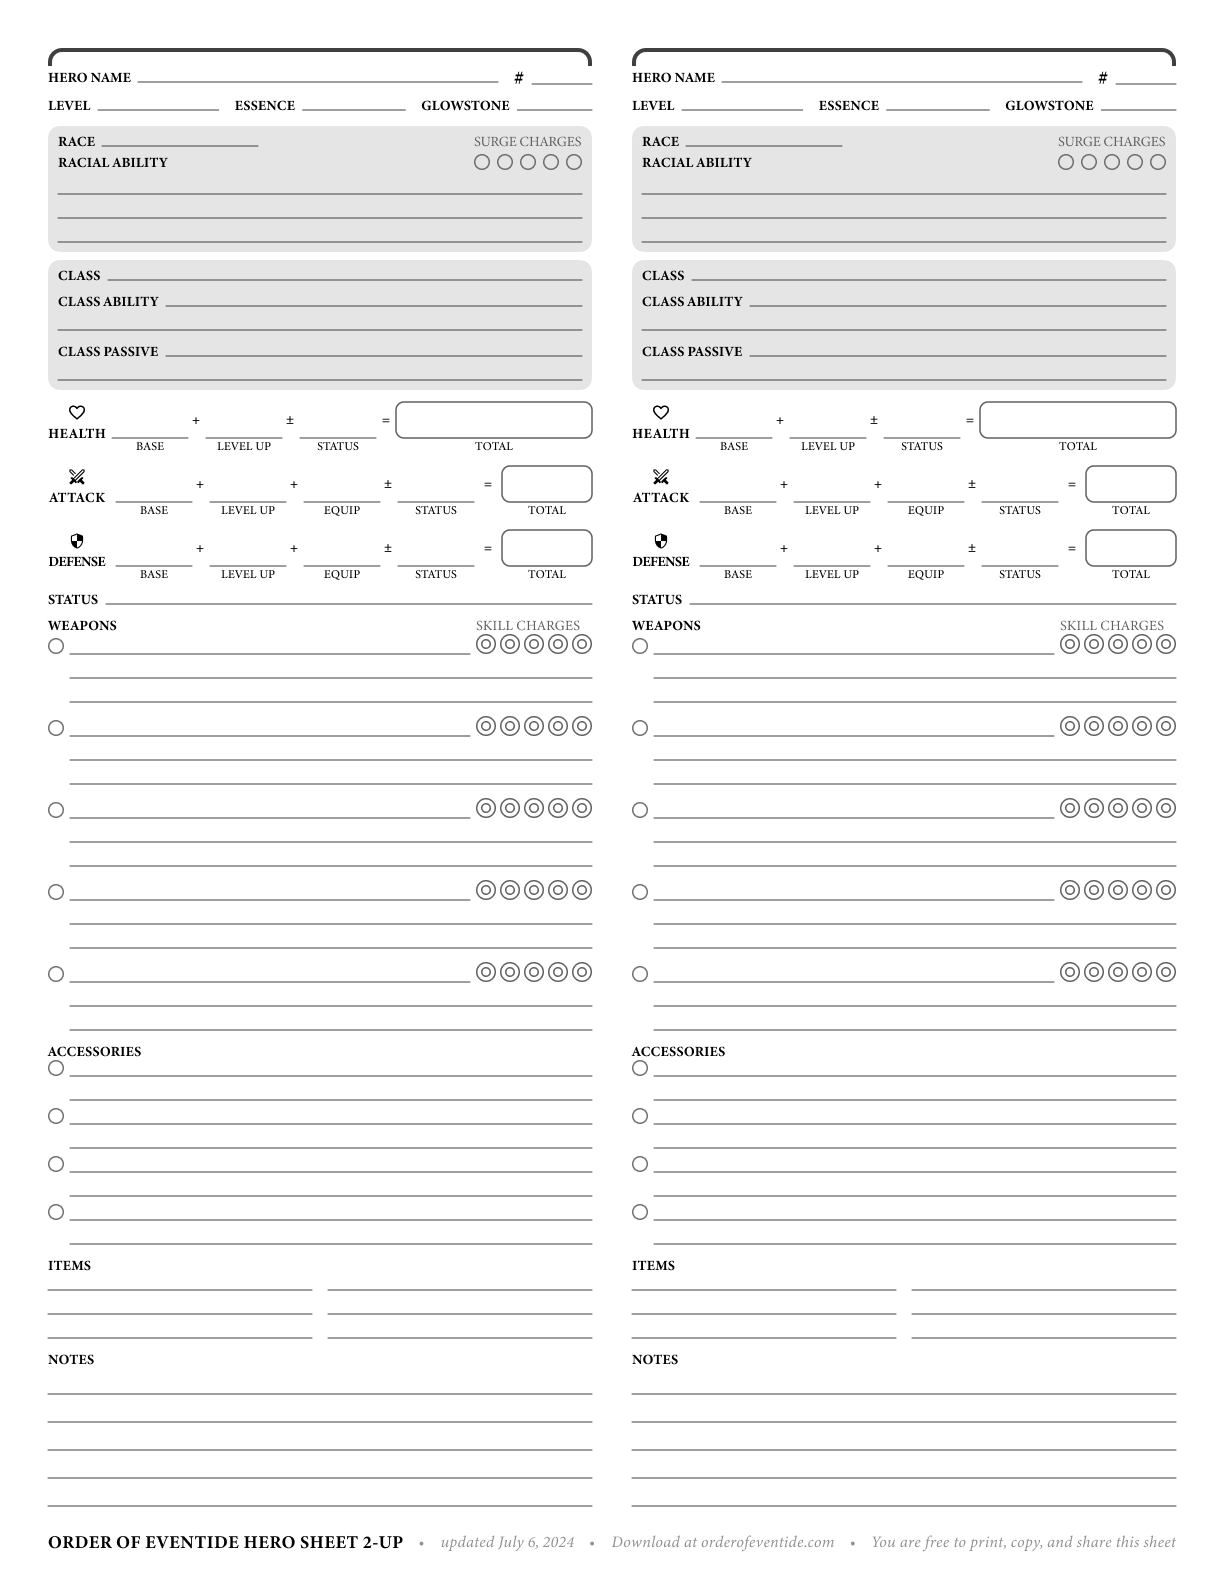 HERO NAME #
LEVEL ESSENCE GLOWSTONE
RACE SURGE CHARGES
RACIAL ABILITY
CLASS
CLASS ABILITY
CLASS PASSIVE
+ ± =
HEALTH
BASE LEVEL UP STATUS TOTAL
+ + ± =
ATTACK
BASE LEVEL UP EQUIP STATUS TOTAL
+ + ± =
DEFENSE
BASE LEVEL UP EQUIP STATUS TOTAL
STATUS
WEAPONS SKILL CHARGES
ACCESSORIES
ITEMS
NOTES
HERO NAME #
LEVEL ESSENCE GLOWSTONE
RACE SURGE CHARGES
RACIAL ABILITY
CLASS
CLASS ABILITY
CLASS PASSIVE
+ ± =
HEALTH
BASE LEVEL UP STATUS TOTAL
+ + ± =
ATTACK
BASE LEVEL UP EQUIP STATUS TOTAL
+ + ± =
DEFENSE
BASE LEVEL UP EQUIP STATUS TOTAL
STATUS
WEAPONS SKILL CHARGES
ACCESSORIES
ITEMS
NOTES
ORDER OF EVENTIDE HERO SHEET 2-UP • updated July 6, 2024 • Download at orderofeventide.com • You are free to print, copy, and share this sheet